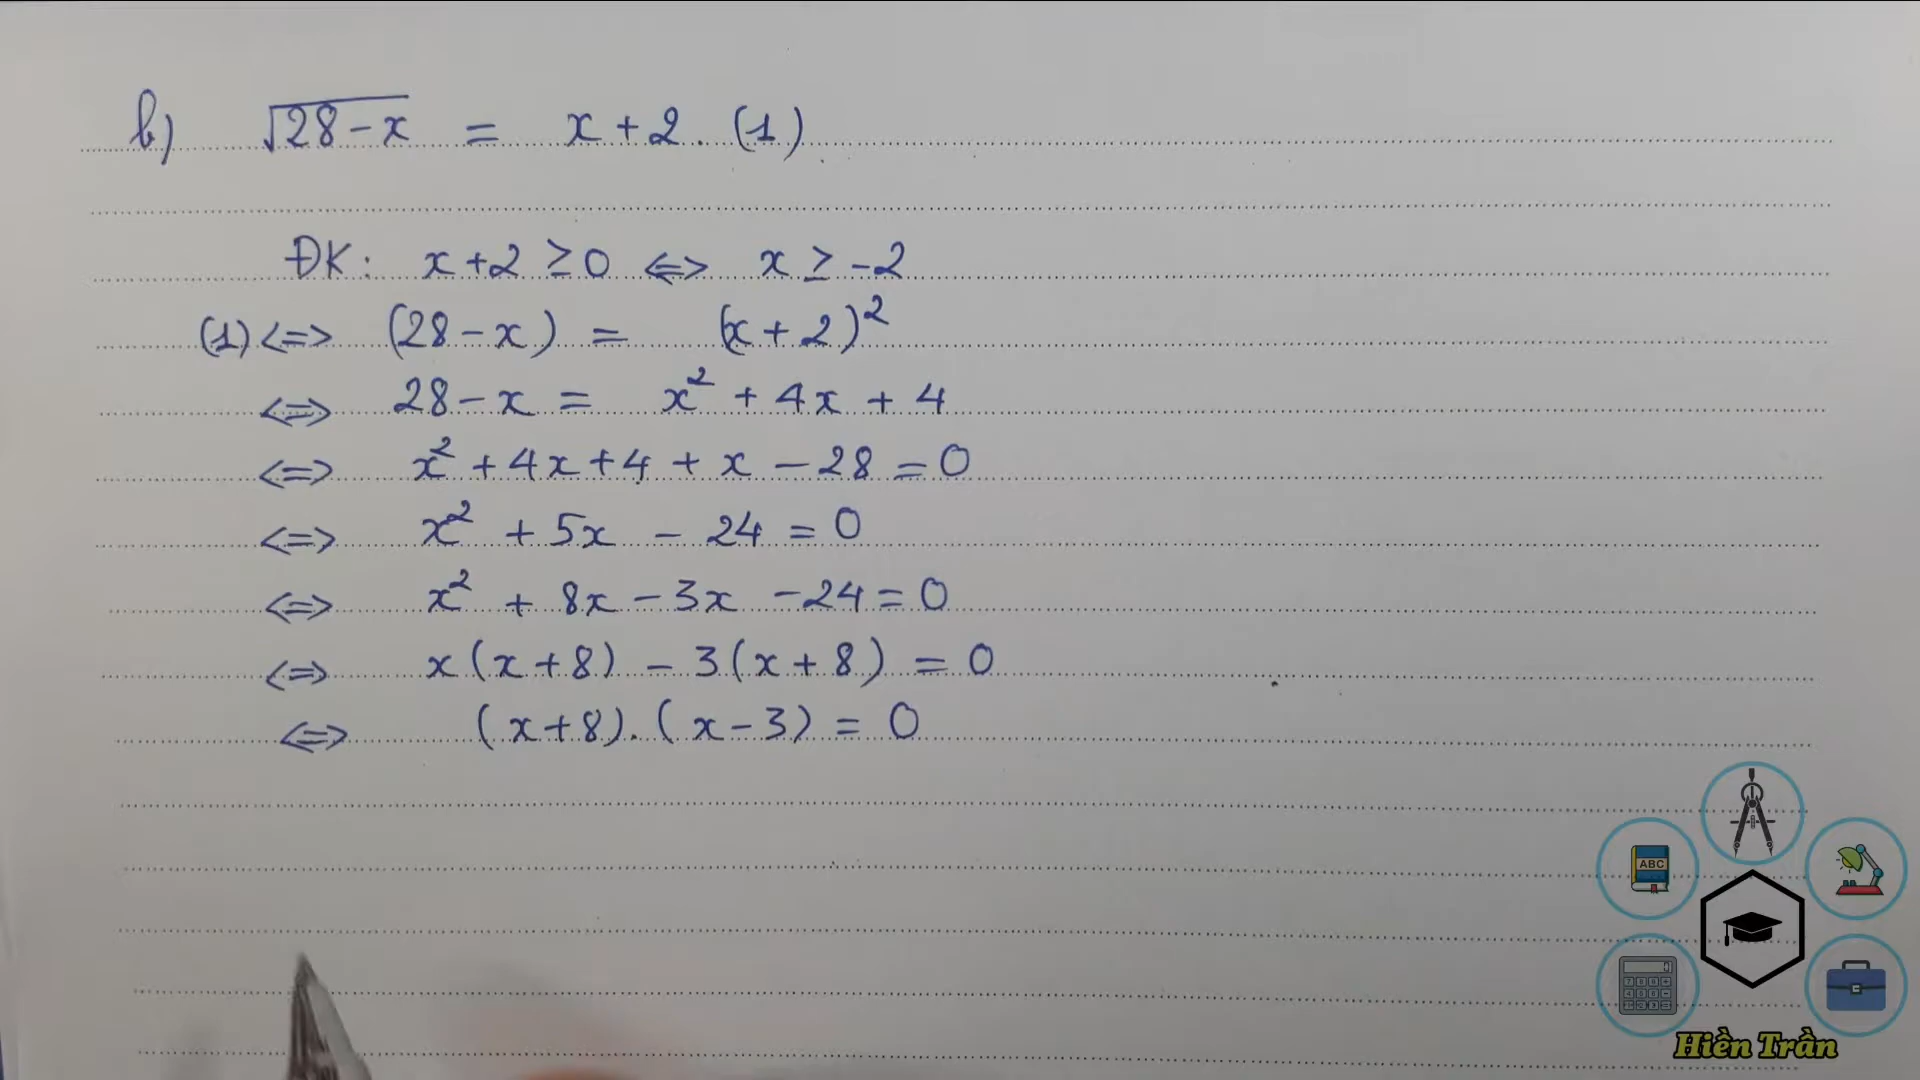 b) √28-x = x+2. (1)
ĐK: x+2 ≥ 0 <=> x ≥ -2
(1) <=> (28-x) = (x+2)²
<=> 28-x = x² + 4x + 4
<=> x² + 4x + 4 + x - 28 = 0
<=> x² + 5x - 24 = 0
<=> x² + 8x - 3x - 24 = 0
<=> x(x+8) - 3(x+8) = 0
<=> (x+8).(x-3) = 0
ABC
Hiền Trần